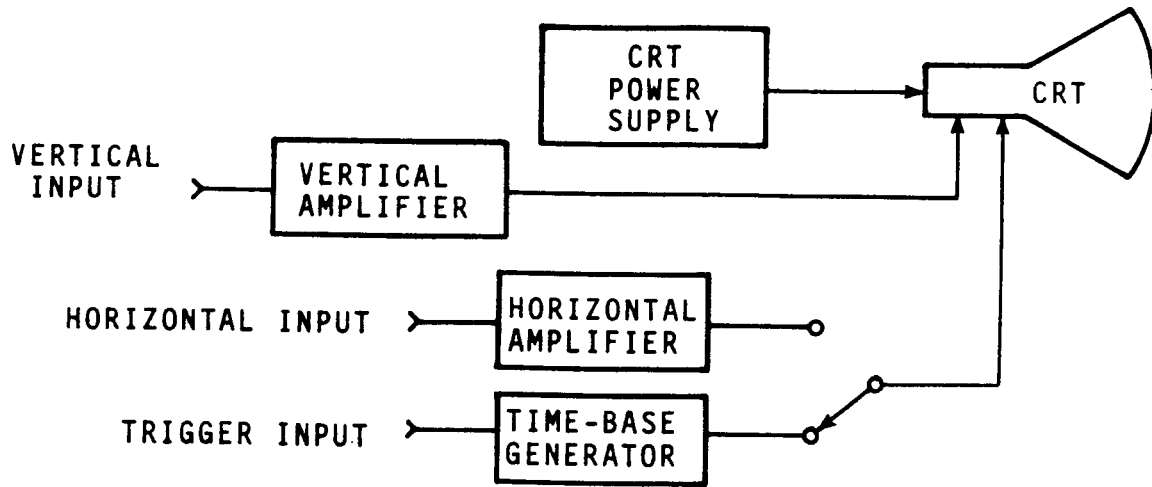 CRT
POWER
SUPPLY
CRT
VERTICAL
INPUT
VERTICAL
AMPLIFIER
HORIZONTAL INPUT
HORIZONTAL
AMPLIFIER
TRIGGER INPUT
TIME-BASE
GENERATOR